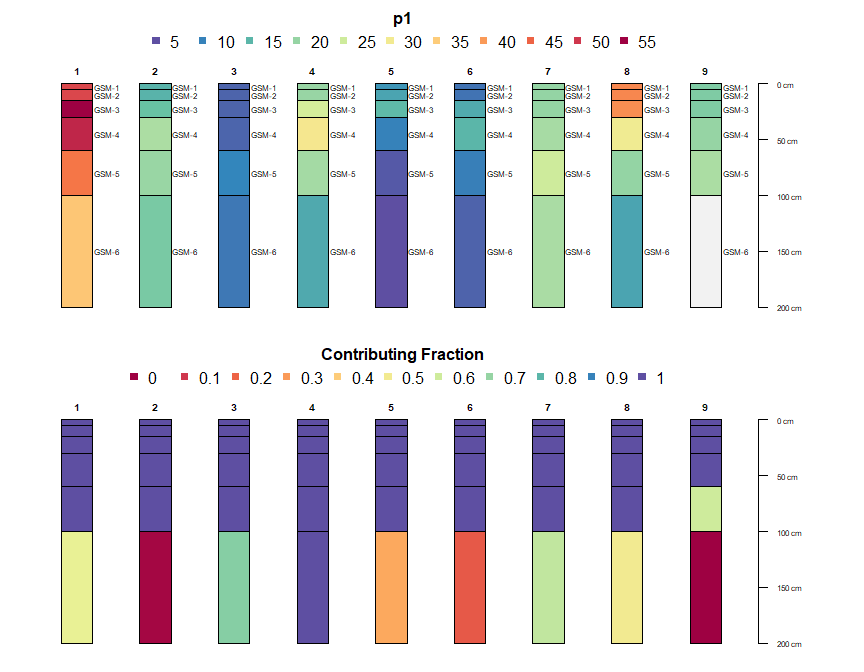 p1
5 10 15 20 25 30 35 40 45 50 55
1 2 3 4 5 6 7 8 9
GSM-1 GSM-1 GSM-1 GSM-1 GSM-1 GSM-1 GSM-1 GSM-1 GSM-1 0 cm
GSM-2 GSM-2 GSM-2 GSM-2 GSM-2 GSM-2 GSM-2 GSM-2 GSM-2
GSM-3 GSM-3 GSM-3 GSM-3 GSM-3 GSM-3 GSM-3 GSM-3 GSM-3
GSM-4 GSM-4 GSM-4 GSM-4 GSM-4 GSM-4 GSM-4 GSM-4 GSM-4 50 cm
GSM-5 GSM-5 GSM-5 GSM-5 GSM-5 GSM-5 GSM-5 GSM-5 GSM-5
100 cm
GSM-6 GSM-6 GSM-6 GSM-6 GSM-6 GSM-6 GSM-6 GSM-6 GSM-6 150 cm
200 cm
Contributing Fraction
0 0.1 0.2 0.3 0.4 0.5 0.6 0.7 0.8 0.9 1
1 2 3 4 5 6 7 8 9
0 cm
50 cm
100 cm
150 cm
200 cm